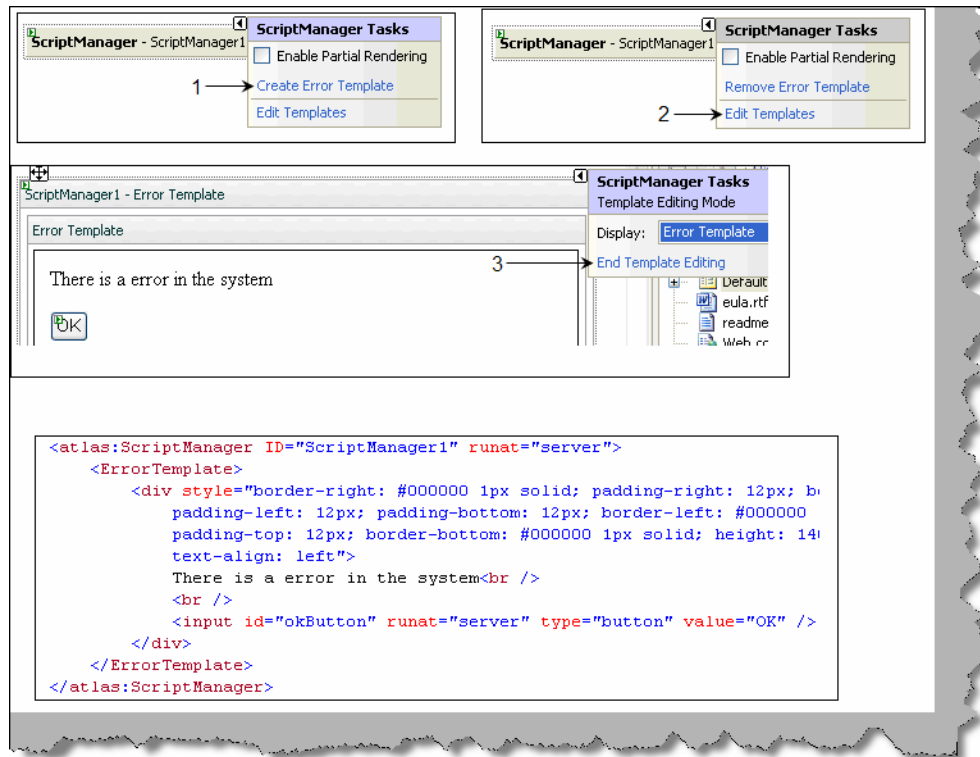 ScriptManager - ScriptManager1
ScriptManager Tasks
Enable Partial Rendering
1
Create Error Template
Edit Templates
ScriptManager - ScriptManager1
ScriptManager Tasks
Enable Partial Rendering
Remove Error Template
2
Edit Templates
ScriptManager1 - Error Template
Error Template
There is a error in the system
OK
ScriptManager Tasks
Template Editing Mode
Display: Error Template
3
End Template Editing
Default
eula.rtf
readme
<atlas:ScriptManager ID="ScriptManager1" runat="server">
<ErrorTemplate>
<div style="border-right: #000000 1px solid; padding-right: 12px;
padding-left: 12px; padding-bottom: 12px; border-left: #000000
padding-top: 12px; border-bottom: #000000 1px solid; height:
text-align: left">
There is a error in the system<br />
<br />
<input id="okButton" runat="server" type="button" value="OK" />
</div>
</ErrorTemplate>
</atlas:ScriptManager>